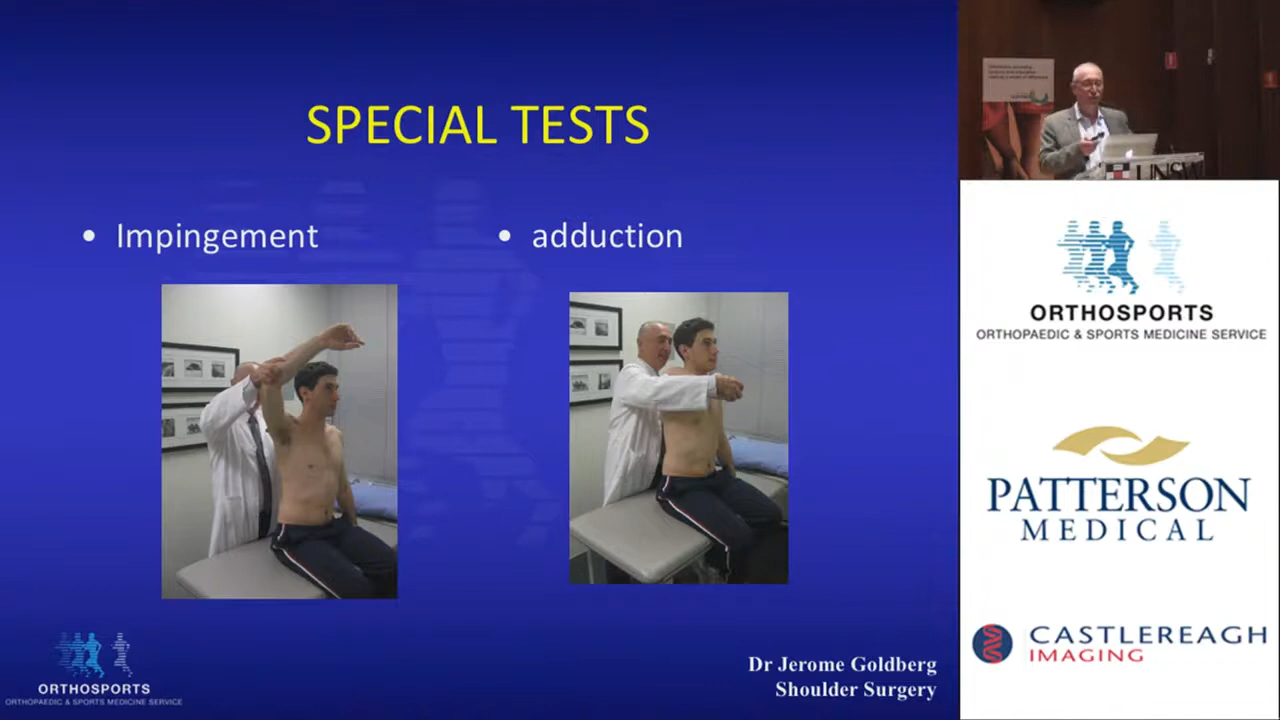 SPECIAL TESTS
• Impingement
• adduction
ORTHOSPORTS
ORTHOPAEDIC & SPORTS MEDICINE SERVICE
Dr Jerome Goldberg
Shoulder Surgery
UNSW
ORTHOSPORTS
ORTHOPAEDIC & SPORTS MEDICINE SERVICE
PATTERSON
MEDICAL
CASTLEREAGH
IMAGING